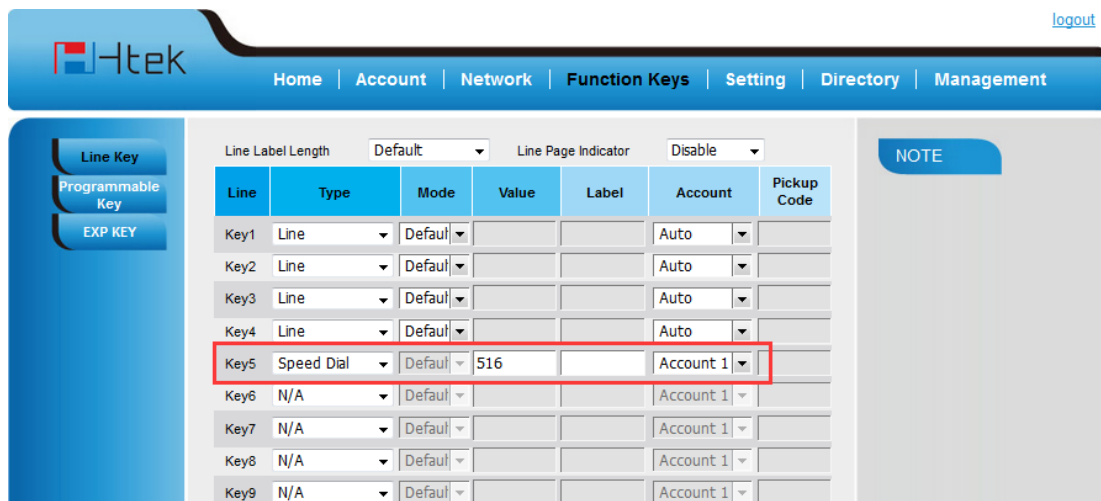 logout
Htek
Home Account Network Function Keys Setting Directory Management
Line Key
Programmable
Key
EXP KEY
Line Label Length Default Line Page Indicator Disable
NOTE
Line Type Mode Value Label Account Pickup
Code
Key1 Line Defaul Auto
Key2 Line Defaul Auto
Key3 Line Defaul Auto
Key4 Line Defaul Auto
Key5 Speed Dial Defaul 516 Account 1
Key6 N/A Defaul Account 1
Key7 N/A Defaul Account 1
Key8 N/A Defaul Account 1
Key9 N/A Defaul Account 1